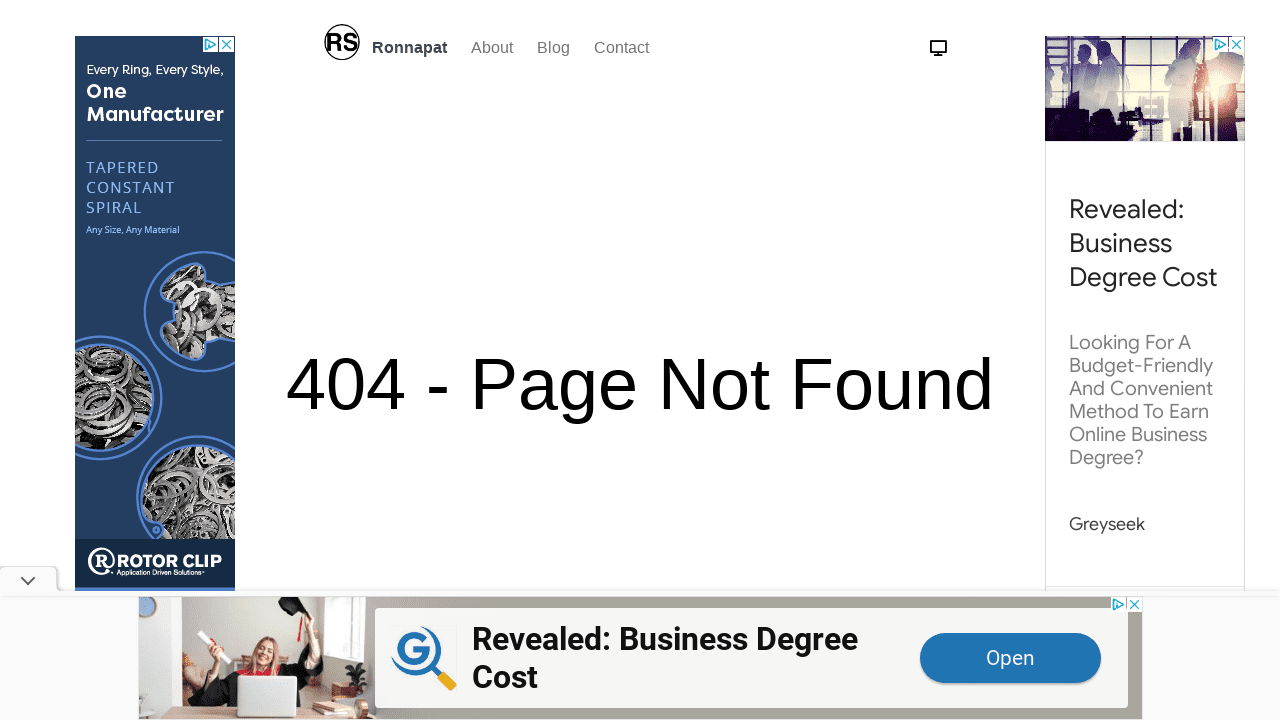 RS Ronnapat About Blog Contact
Every Ring, Every Style,
One
Manufacturer
TAPERED
CONSTANT
SPIRAL
Any Size, Any Material
R ROTOR CLIP
Application Driven Solutions™
404 - Page Not Found
Revealed:
Business
Degree Cost
Looking For A
Budget-Friendly
And Convenient
Method To Earn
Online Business
Degree?
Greyseek
G
Revealed: Business Degree
Cost
Open